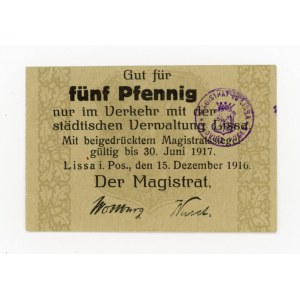 Gut für
fünf Pfennig
nur im Verkehr mit der
städtischen Verwaltung Lissa.
Mit beigedrücktem Magistratssiegel
gültig bis 30. Juni 1917.
Lissa i. Pos., den 15. Dezember 1916.
Der Magistrat.